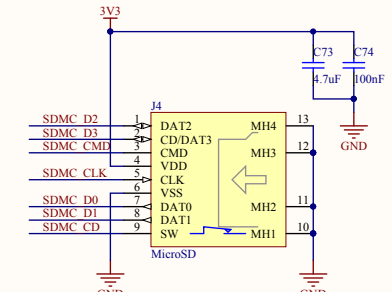 3V3
C73
C74
4.7uF
100nF
GND
J4
SDMC_D2 1 DAT2 MH4 13
SDMC_D3 2 CD/DAT3
SDMC_CMD 3 CMD MH3 12
4 VDD
SDMC_CLK 5 CLK
6 VSS
SDMC_D0 7 DAT0 MH2 11
SDMC_D1 8 DAT1
SDMC_CD 9 SW MH1 10
MicroSD
GND
GND